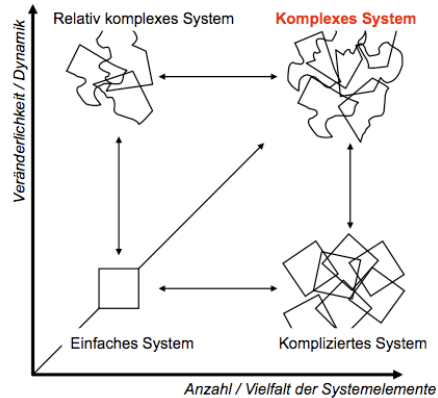 Relativ komplexes System
Komplexes System
Veränderlichkeit / Dynamik
Einfaches System
Kompliziertes System
Anzahl / Vielfalt der Systemelemente